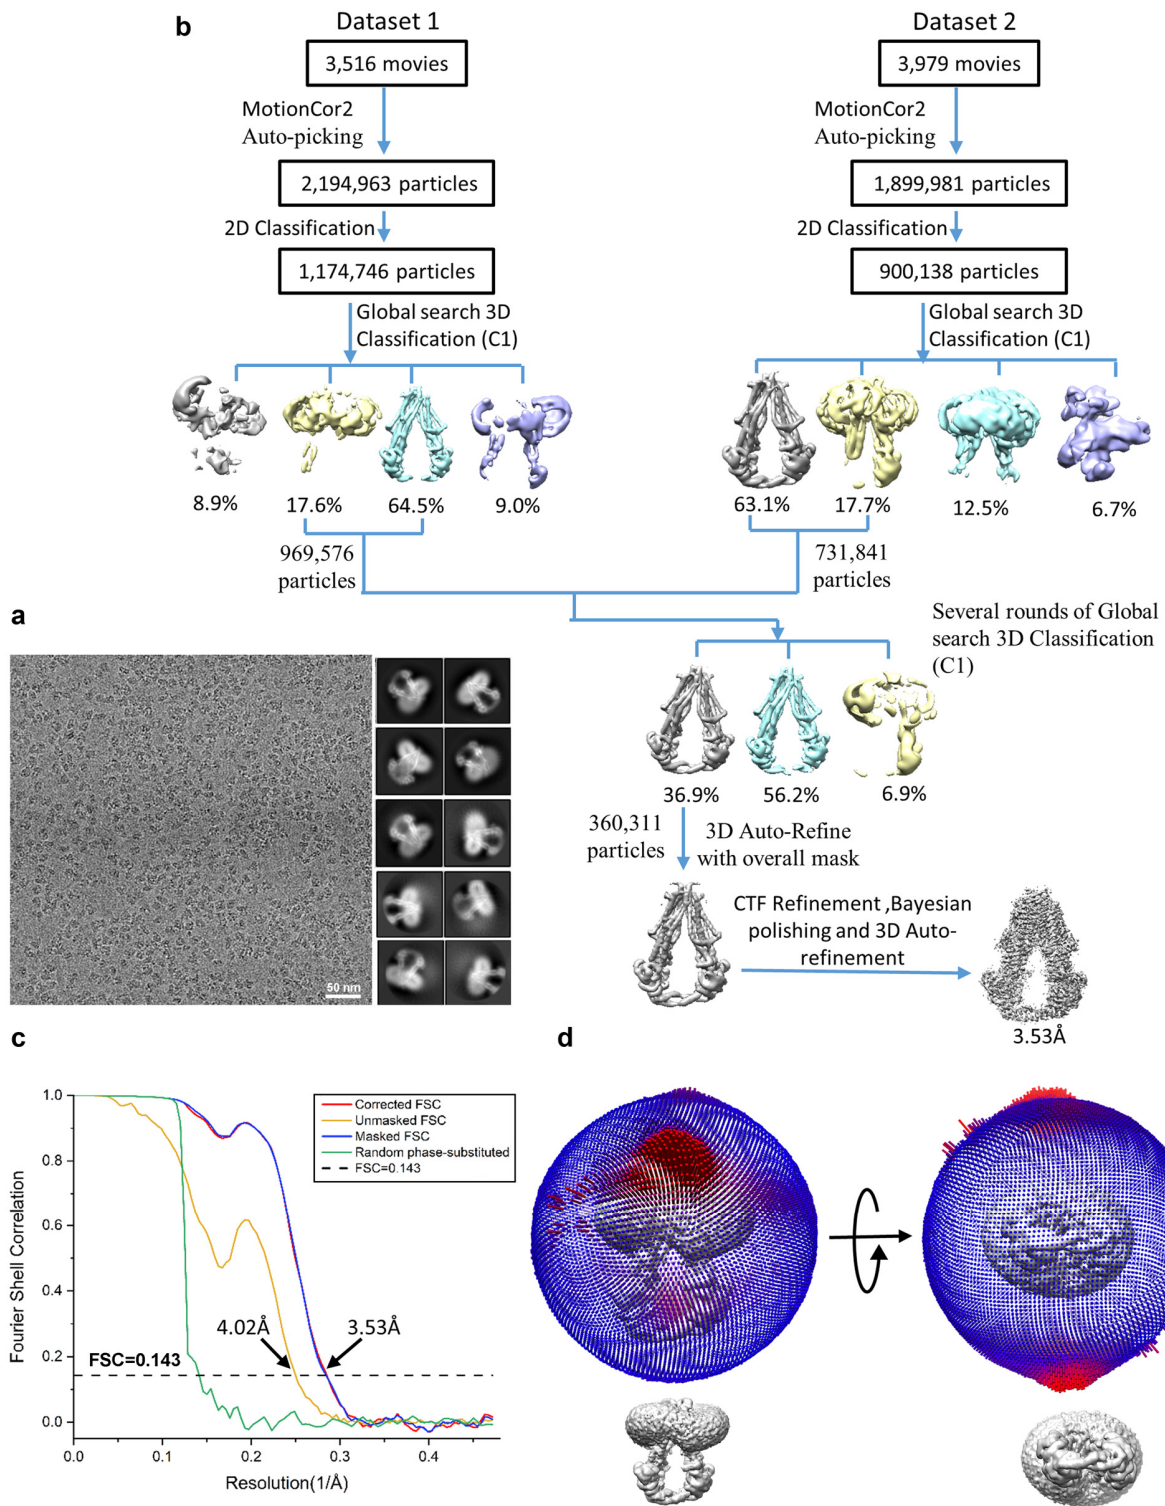 b
Dataset 1
3,516 movies
MotionCor2
Auto-picking
2,194,963 particles
2D Classification
1,174,746 particles
Global search 3D
Classification (C1)
8.9%
17.6%
64.5%
9.0%
969,576
particles
Dataset 2
3,979 movies
MotionCor2
Auto-picking
1,899,981 particles
2D Classification
900,138 particles
Global search 3D
Classification (C1)
63.1%
17.7%
12.5%
6.7%
731,841
particles
Several rounds of Global
search 3D Classification
(C1)
36.9%
56.2%
6.9%
360,311
particles
3D Auto-Refine
with overall mask
CTF Refinement ,Bayesian
polishing and 3D Auto-
refinement
3.53Å
a
50 nm
c
Corrected FSC
Unmasked FSC
Masked FSC
Random phase-substituted
FSC=0.143
4.02Å
3.53Å
FSC=0.143
Fourier Shell Correlation
1.0
0.8
0.6
0.4
0.2
0.0
0.0
0.1
0.2
0.3
0.4
Resolution(1/Å)
d